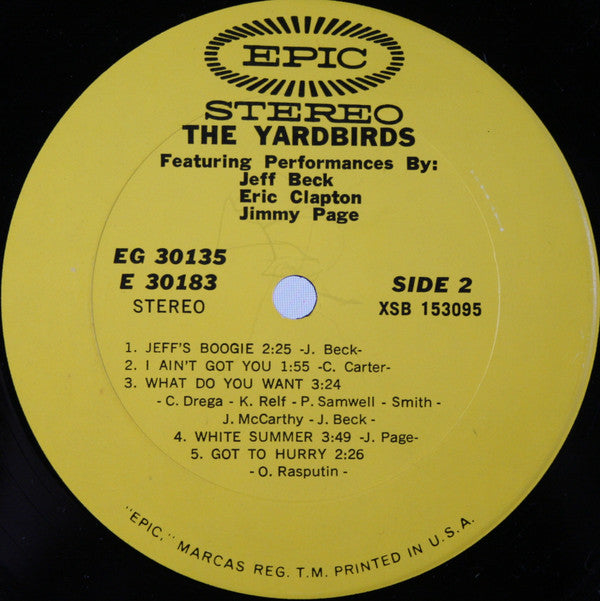 EPIC
STEREO
THE YARDBIRDS
Featuring Performances By:
Jeff Beck
Eric Clapton
Jimmy Page
EG 30135
E 30183
STEREO
SIDE 2
XSB 153095
1. JEFF'S BOOGIE 2:25 -J. Beck-
2. I AIN'T GOT YOU 1:55 -C. Carter-
3. WHAT DO YOU WANT 3:24
- C. Drega - K. Relf - P. Samwell - Smith -
J. McCarthy - J. Beck -
4. WHITE SUMMER 3:49 -J. Page-
5. GOT TO HURRY 2:26
- O. Rasputin -
"EPIC," MARCAS REG. T.M. PRINTED IN U.S.A.